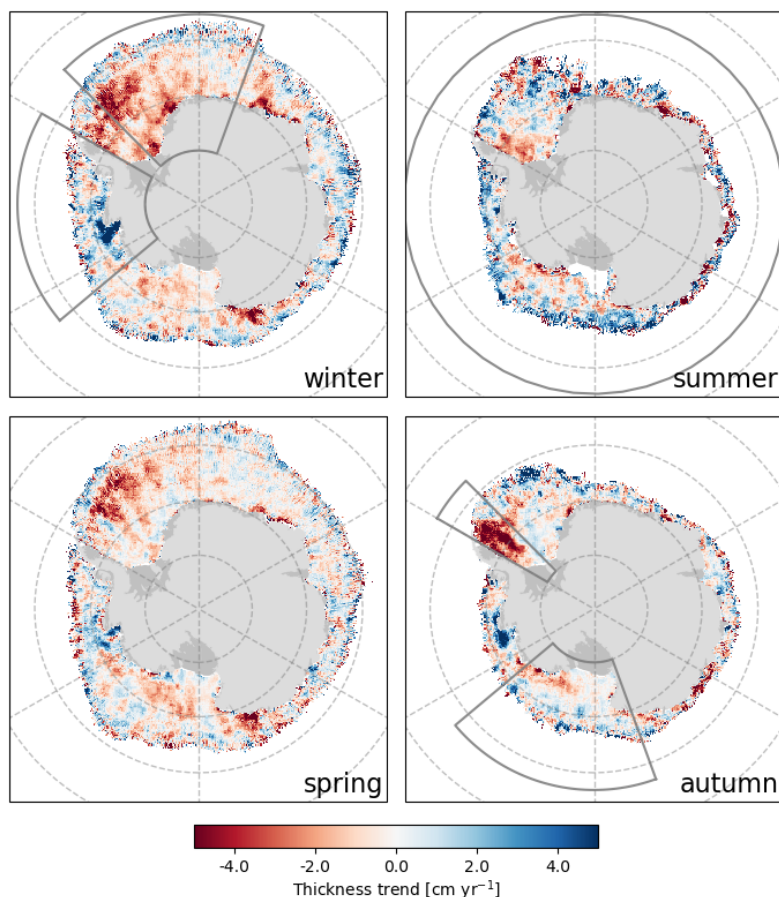 winter
summer
spring
autumn
-4.0 -2.0 0.0 2.0 4.0
Thickness trend [cm yr⁻¹]